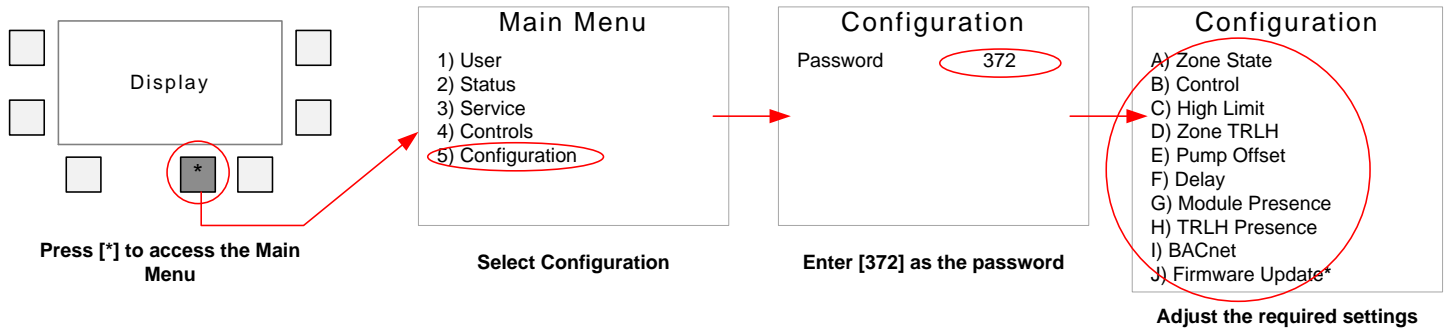 Display
*
Press [*] to access the Main
Menu
Main Menu
1) User
2) Status
3) Service
4) Controls
5) Configuration
Select Configuration
Configuration
Password 372
Enter [372] as the password
Configuration
A) Zone State
B) Control
C) High Limit
D) Zone TRLH
E) Pump Offset
F) Delay
G) Module Presence
H) TRLH Presence
I) BACnet
J) Firmware Update*
Adjust the required settings